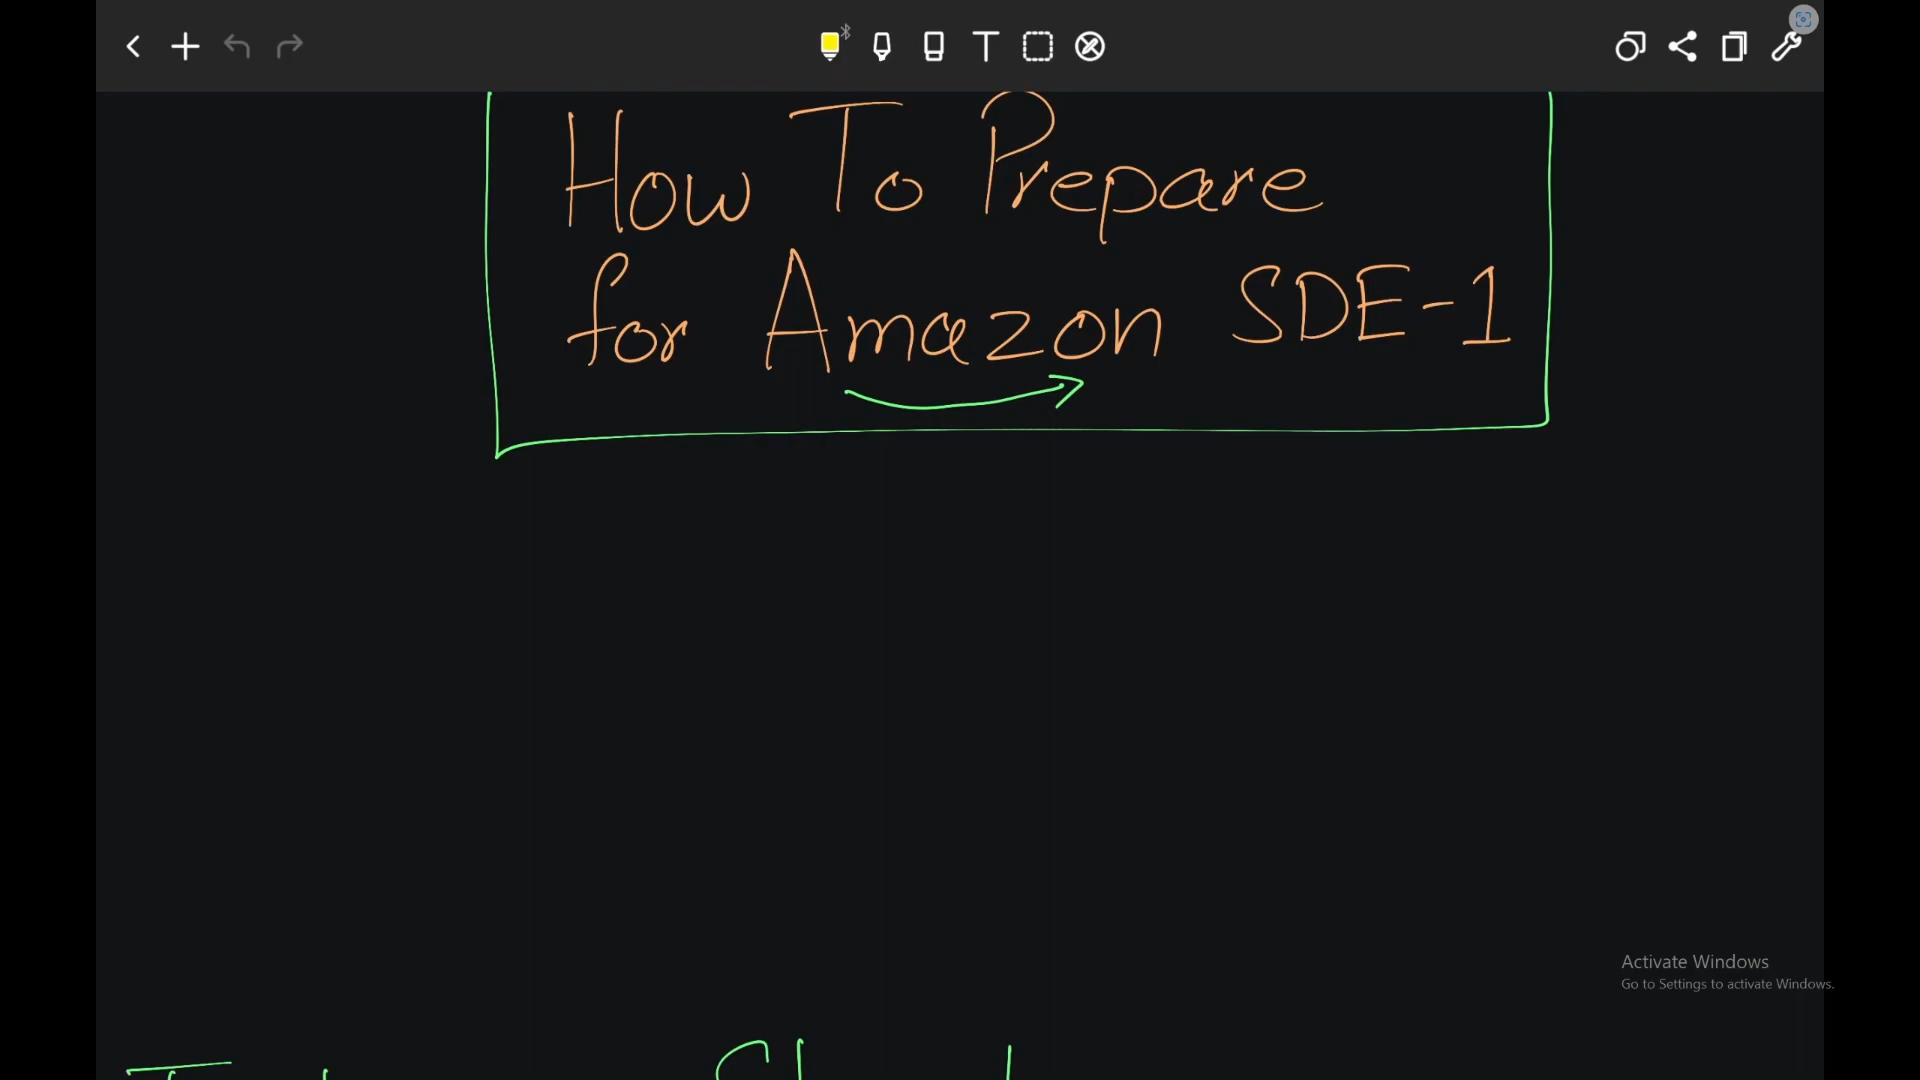 How To Prepare
for Amazon SDE-1
Activate Windows
Go to Settings to activate Windows.